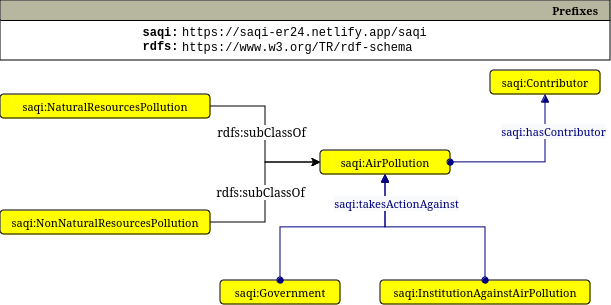 Prefixes
saqi: https://saqi-er24.netlify.app/saqi
rdfs: https://www.w3.org/TR/rdf-schema
saqi:Contributor
saqi:NaturalResourcesPollution
rdfs:subClassOf
saqi:hasContributor
saqi:AirPollution
rdfs:subClassOf
saqi:takesActionAgainst
saqi:NonNaturalResourcesPollution
saqi:Government
saqi:InstitutionAgainstAirPollution